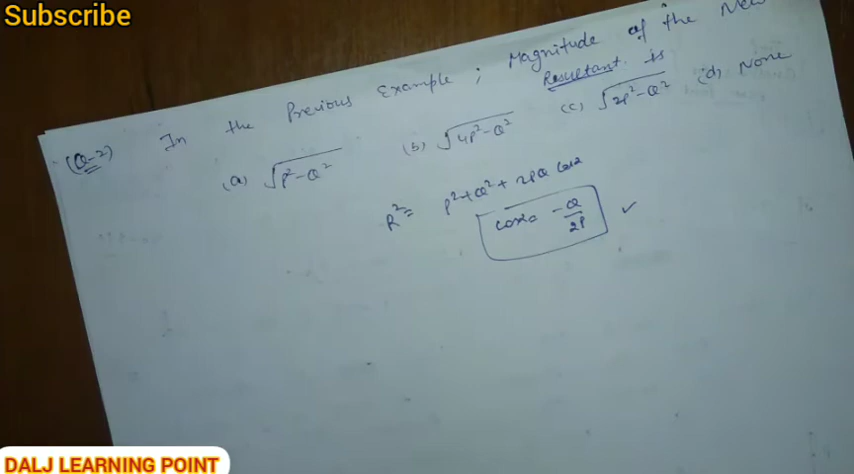 Subscribe
(Q-2) In the Previous Example ; Magnitude of the New
Resultant is
(a) √P²-Q² (b) √4P²-Q² (c) √2P²-Q² (d) None
R² = P²+Q²+2PQ cosα
cosα = -Q/2P ✓
DALJ LEARNING POINT